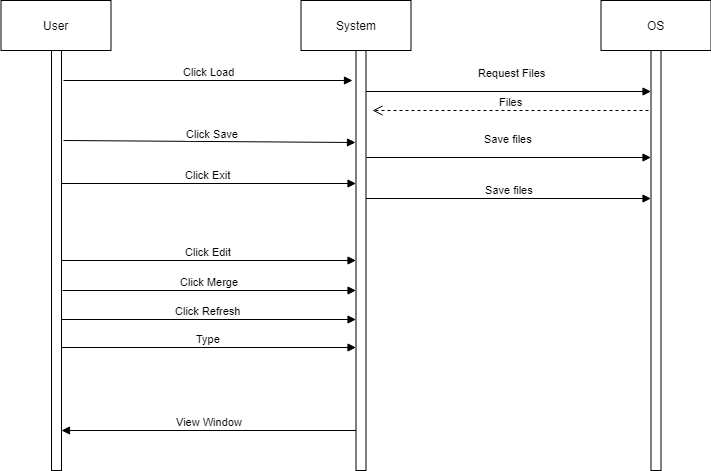 User
System
OS
Click Load
Request Files
Files
Click Save
Save files
Click Exit
Save files
Click Edit
Click Merge
Click Refresh
Type
View Window